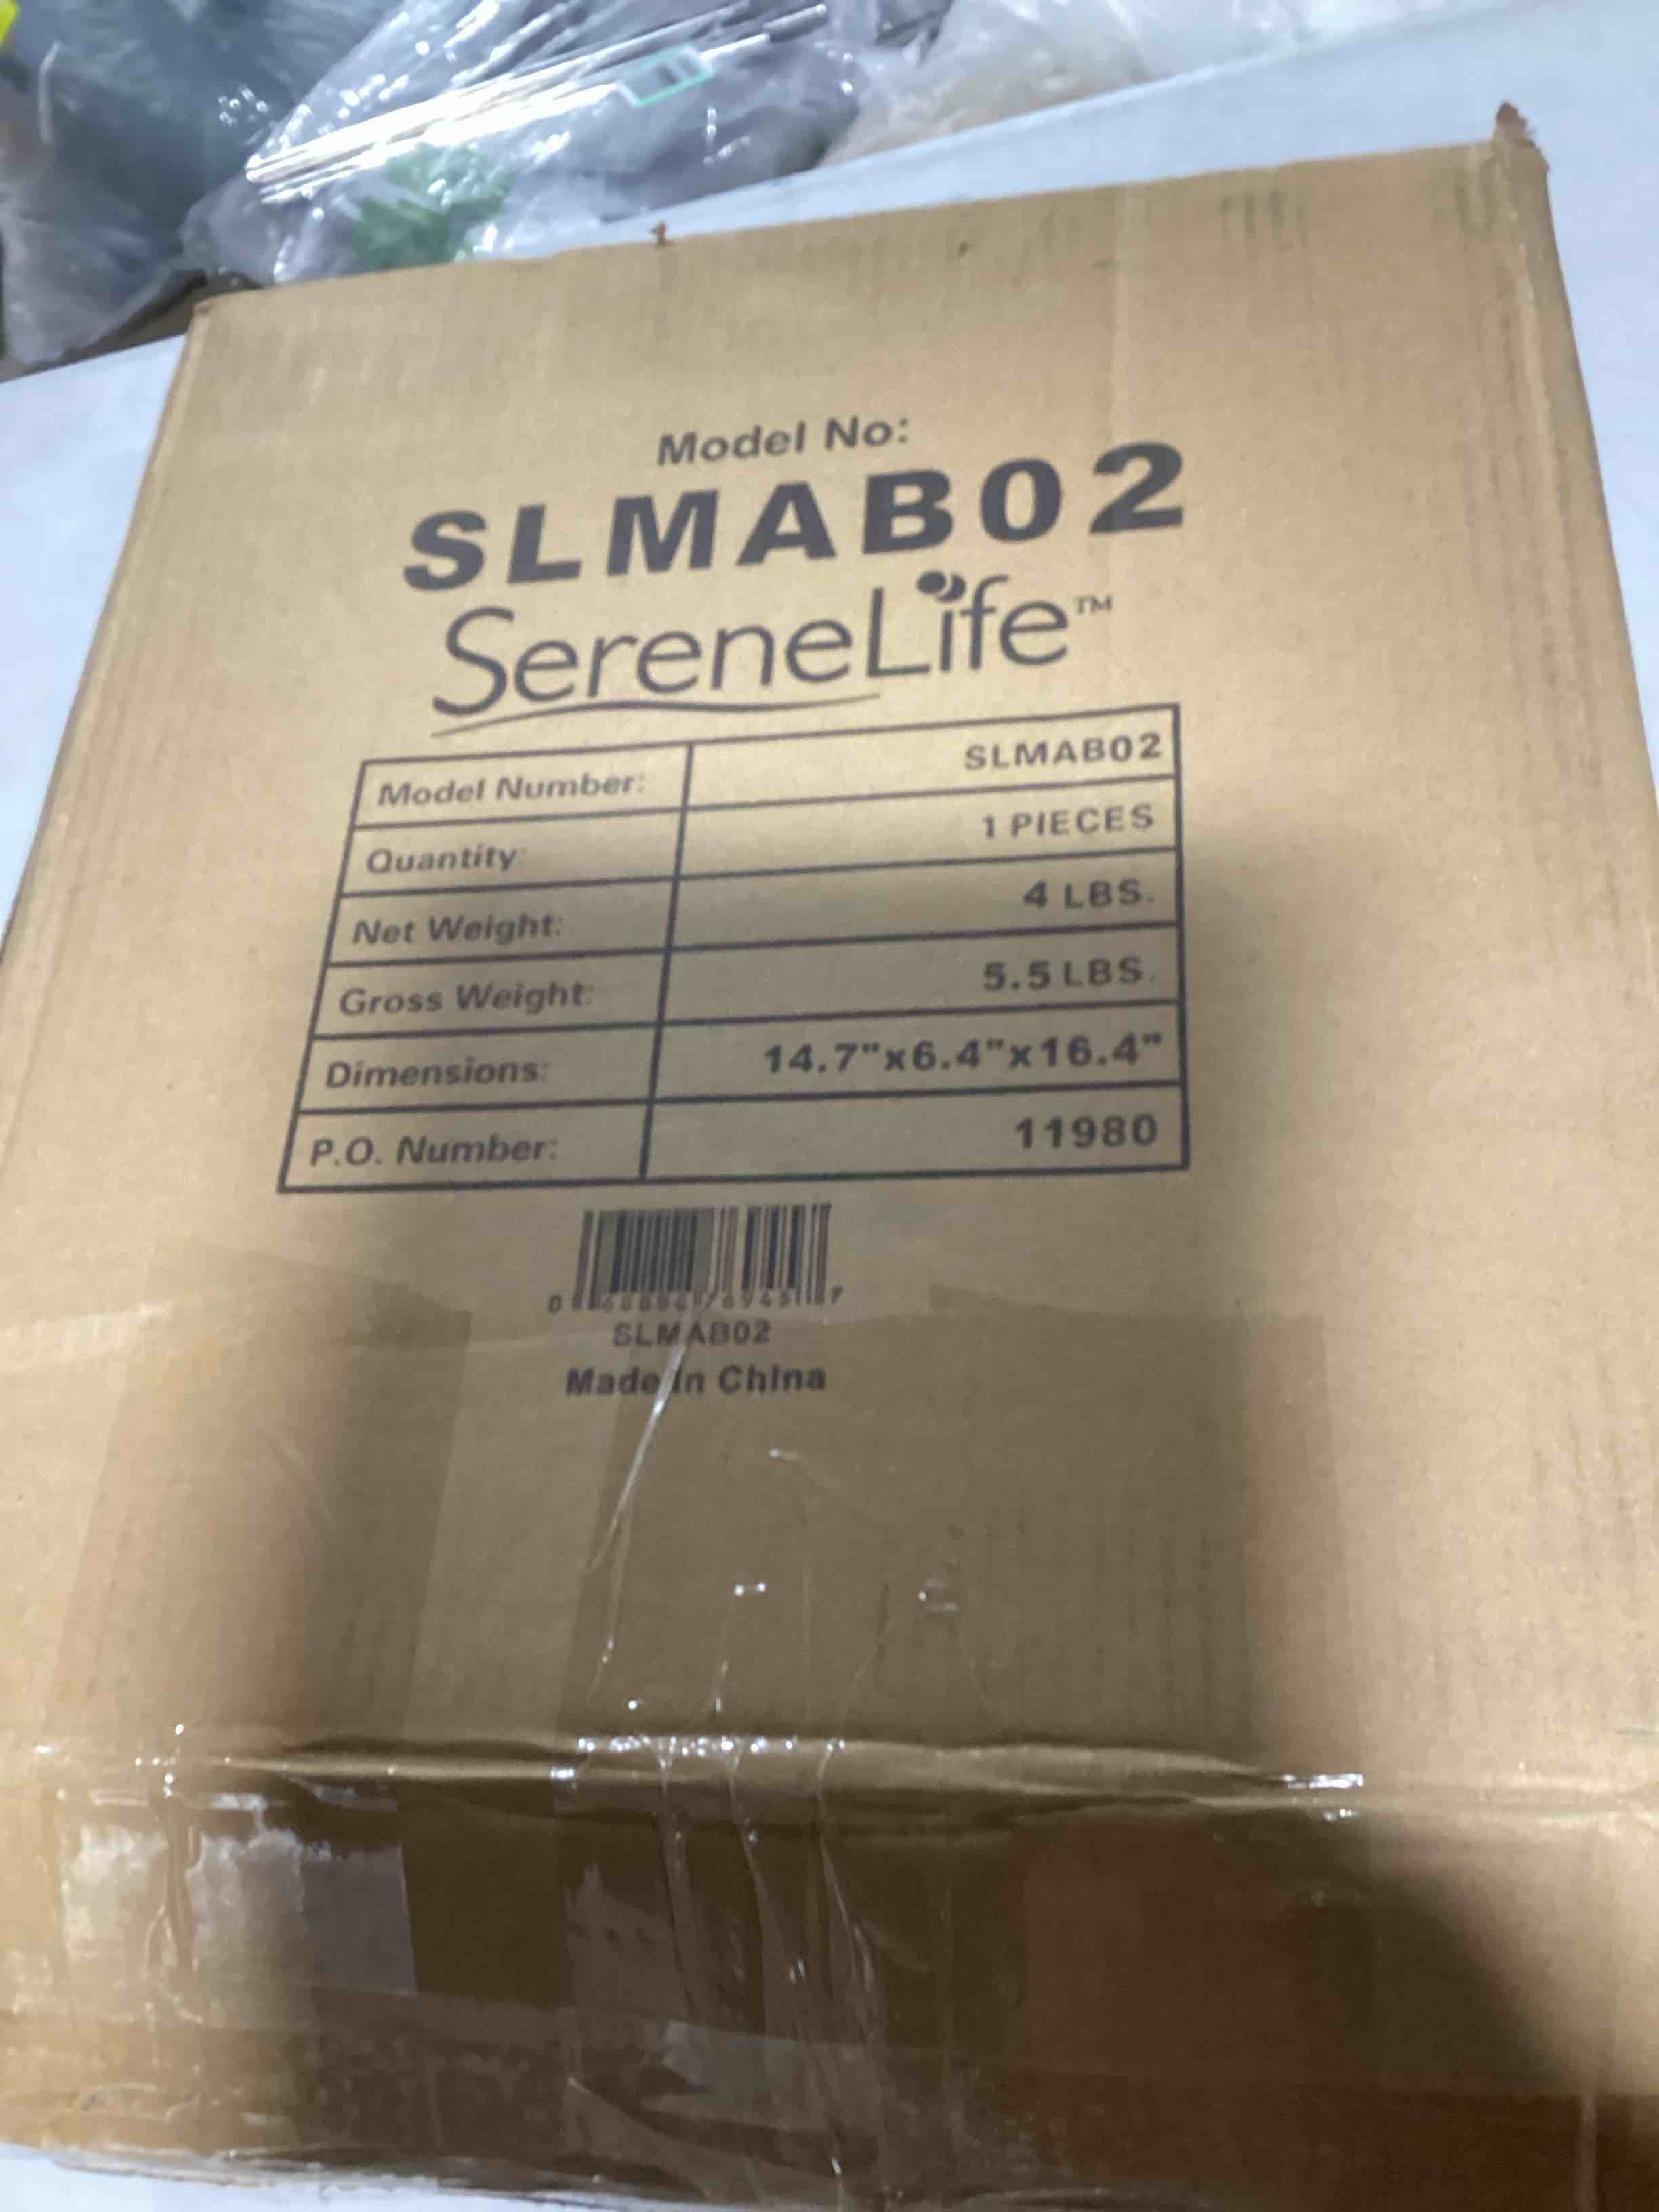 Model No:
SLMAB02
SereneLife™
Model Number: SLMAB02
Quantity: 1 PIECES
Net Weight: 4 LBS.
Gross Weight: 5.5 LBS.
Dimensions: 14.7"x6.4"x16.4"
P.O. Number: 11980
SLMAB02
Made in China